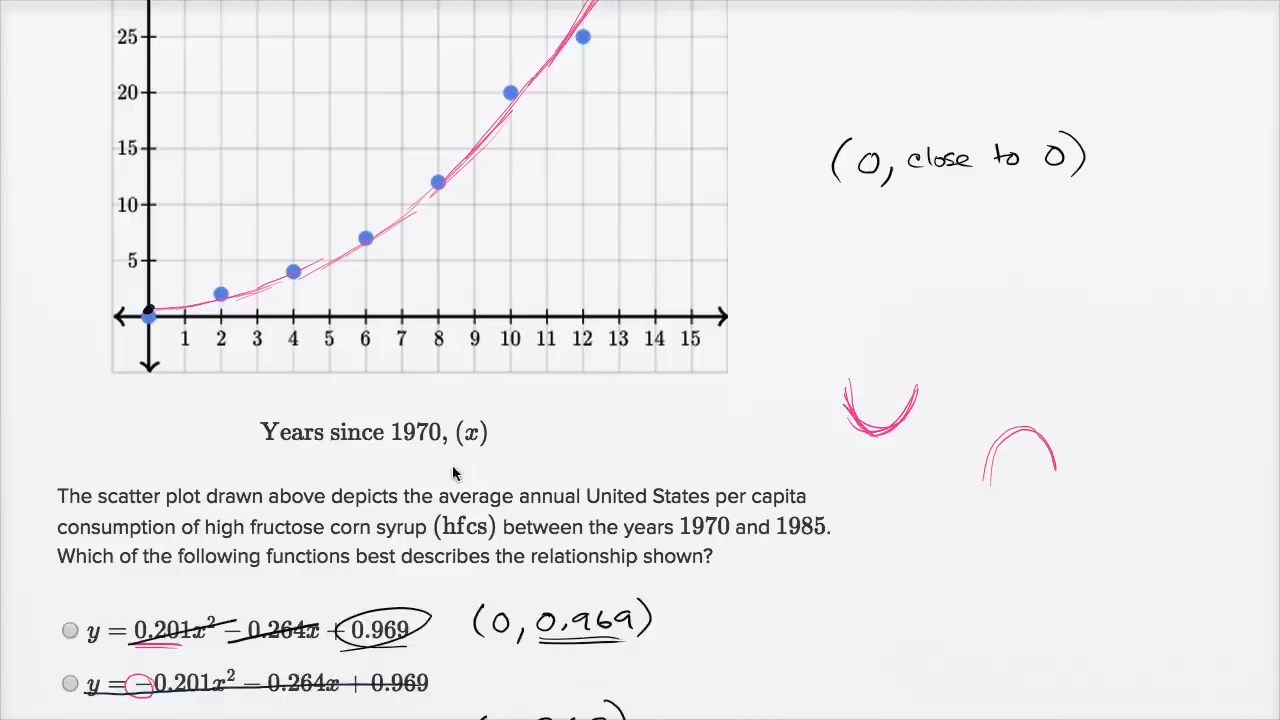 25
20
15
10
5
1 2 3 4 5 6 7 8 9 10 11 12 13 14 15
(0, close to 0)
Years since 1970, (x)
The scatter plot drawn above depicts the average annual United States per capita
consumption of high fructose corn syrup (hfcs) between the years 1970 and 1985.
Which of the following functions best describes the relationship shown?
y = 0.201x² − 0.264x + 0.969 (0, 0.969)
y = −0.201x² − 0.264x + 0.969